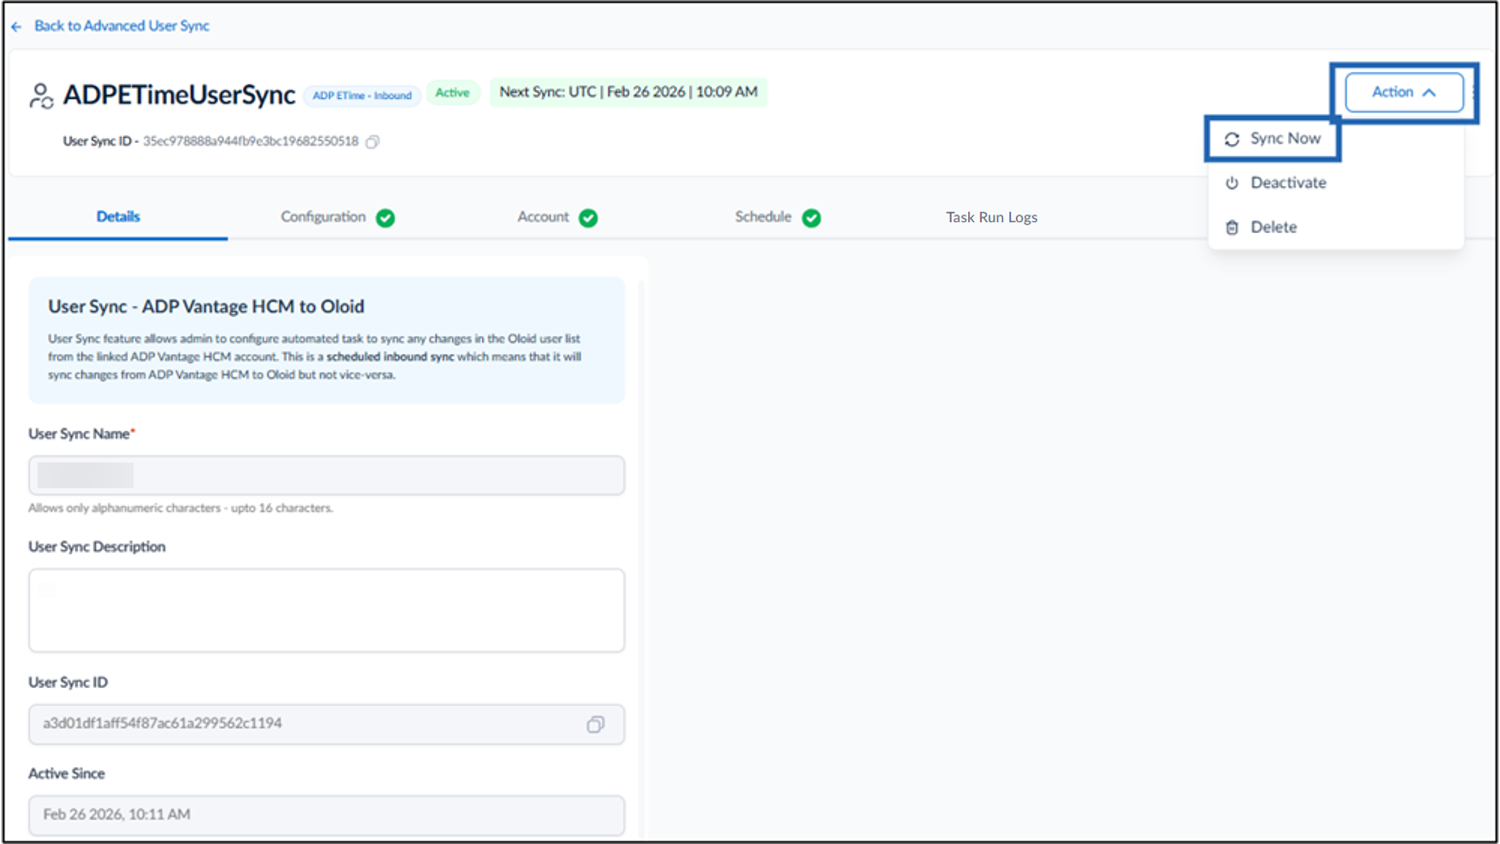 Back to Advanced User Sync
ADPETimeUserSync ADP ETime - Inbound Active Next Sync: UTC | Feb 26 2026 | 10:09 AM Action
User Sync ID - 35ec978888a944fb9e3bc19682550518
Sync Now
Deactivate
Delete
Details Configuration Account Schedule Task Run Logs
User Sync - ADP Vantage HCM to Oloid
User Sync feature allows admin to configure automated task to sync any changes in the Oloid user list
from the linked ADP Vantage HCM account. This is a scheduled inbound sync which means that it will
sync changes from ADP Vantage HCM to Oloid but not vice-versa.
User Sync Name*
Allows only alphanumeric characters - upto 16 characters.
User Sync Description
User Sync ID
a3d01df1aff54f87ac61a299562c1194
Active Since
Feb 26 2026, 10:11 AM